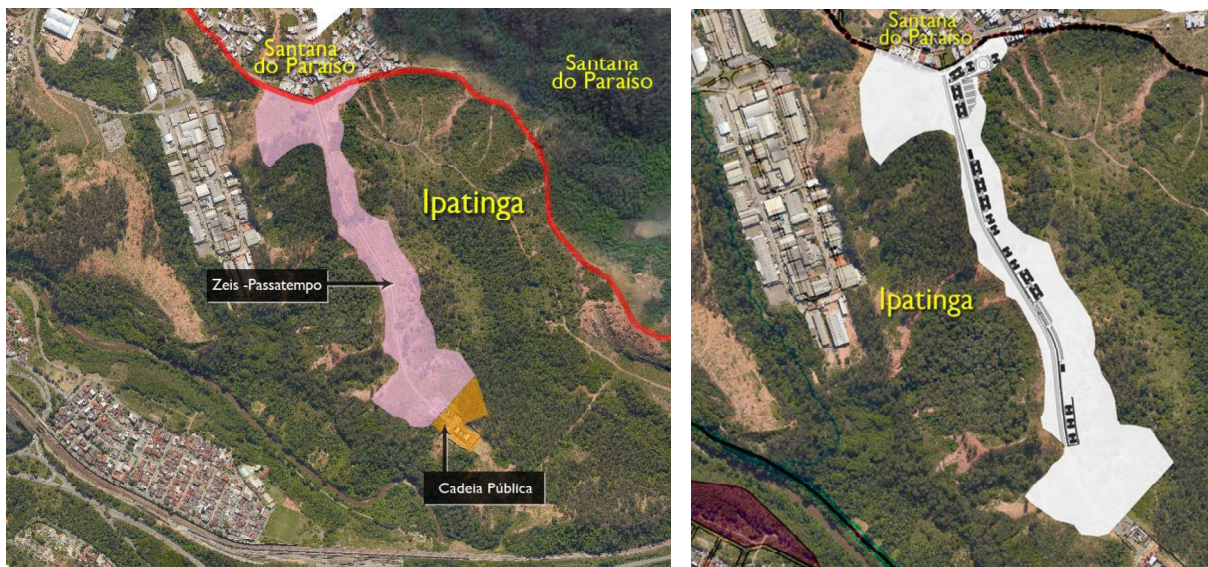 Santana
do Paraíso
Santana
do Paraíso
Ipatinga
Zeis -Passatempo
Cadeia Pública
Santana
do Paraíso
Ipatinga